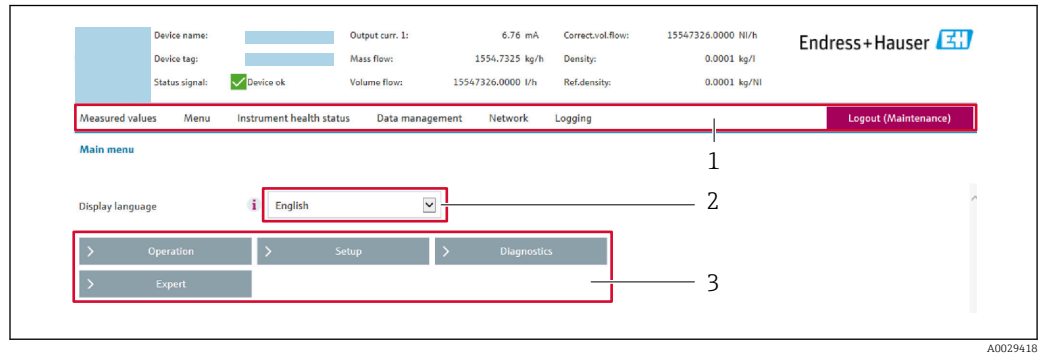 Device name: Output curr. 1: 6.76 mA Correct.vol.flow: 15547326.0000 Nl/h
Endress+Hauser EH
Device tag: Mass flow: 1554.7325 kg/h Density: 0.0001 kg/l
Status signal: Device ok Volume flow: 15547326.0000 l/h Ref.density: 0.0001 kg/Nl
Measured values Menu Instrument health status Data management Network Logging Logout (Maintenance)
1
Main menu
Display language i English 2
> Operation > Setup > Diagnostics
> Expert 3
A0029418